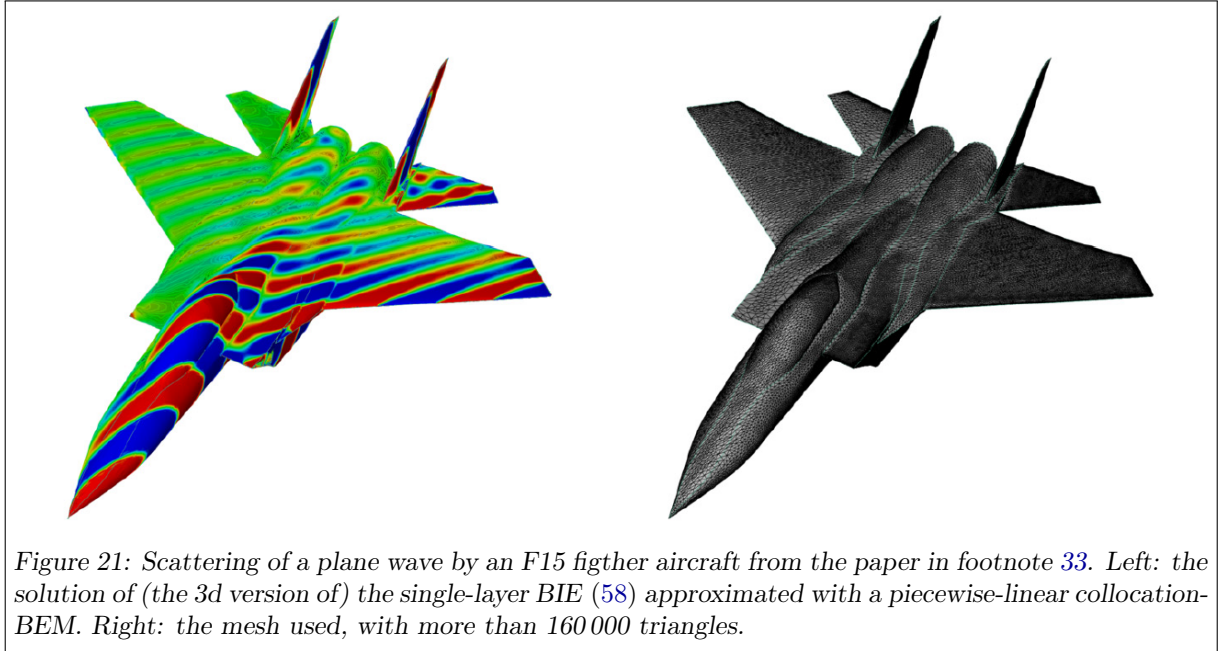 Figure 21: Scattering of a plane wave by an F15 figther aircraft from the paper in footnote 33. Left: the
solution of (the 3d version of) the single-layer BIE (58) approximated with a piecewise-linear collocation-
BEM. Right: the mesh used, with more than 160 000 triangles.